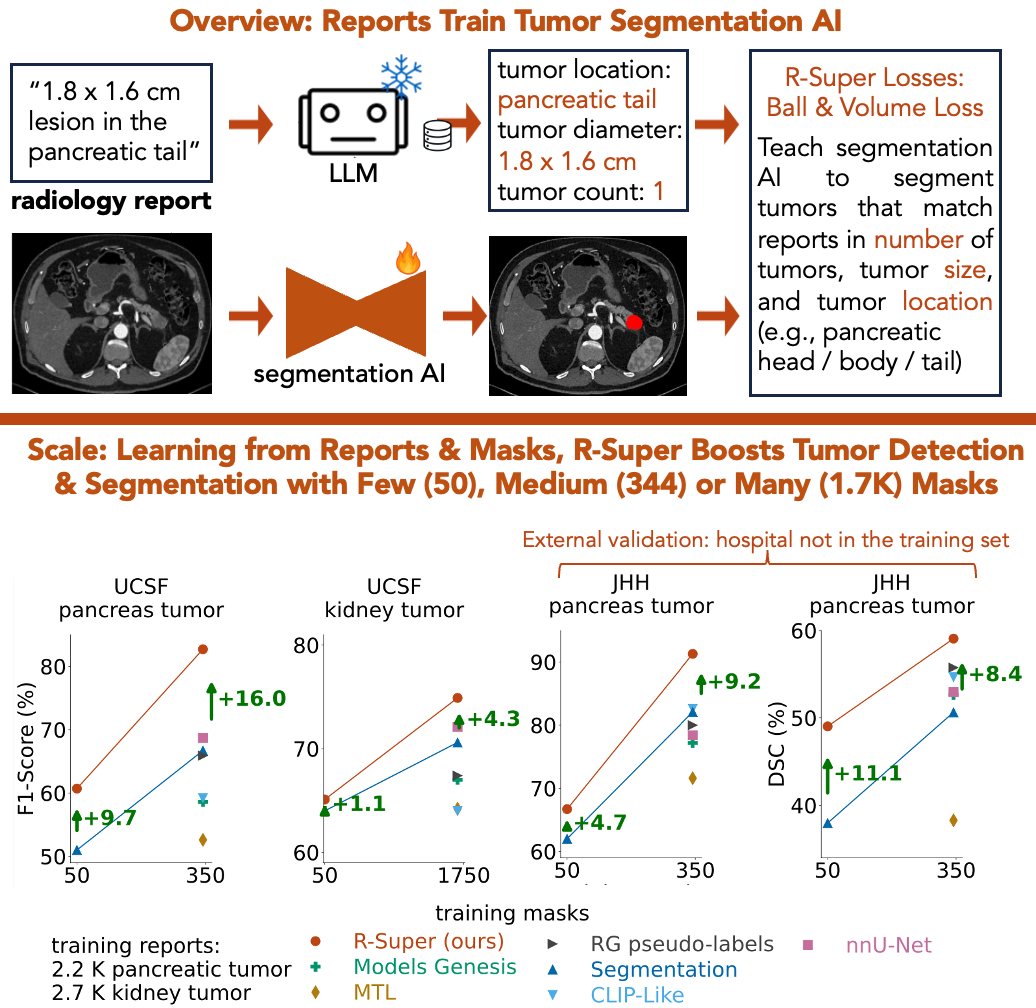 Overview: Reports Train Tumor Segmentation AI
“1.8 x 1.6 cm
lesion in the
pancreatic tail”
radiology report
LLM
tumor location:
pancreatic tail
tumor diameter:
1.8 x 1.6 cm
tumor count: 1
R-Super Losses:
Ball & Volume Loss
Teach segmentation
AI to segment
tumors that match
reports in number of
tumors, tumor size,
and tumor location
(e.g., pancreatic
head / body / tail)
segmentation AI
Scale: Learning from Reports & Masks, R-Super Boosts Tumor Detection
& Segmentation with Few (50), Medium (344) or Many (1.7K) Masks
External validation: hospital not in the training set
UCSF
pancreas tumor
F1-Score (%)
80
70
60
50
+9.7
+16.0
50
350
UCSF
kidney tumor
80
70
60
+1.1
+4.3
50
1750
JHH
pancreas tumor
90
80
70
60
+4.7
+9.2
50
350
JHH
pancreas tumor
DSC (%)
60
50
40
+11.1
+8.4
50
350
training masks
training reports:
2.2 K pancreatic tumor
2.7 K kidney tumor
R-Super (ours)
Models Genesis
MTL
RG pseudo-labels
Segmentation
CLIP-Like
nnU-Net